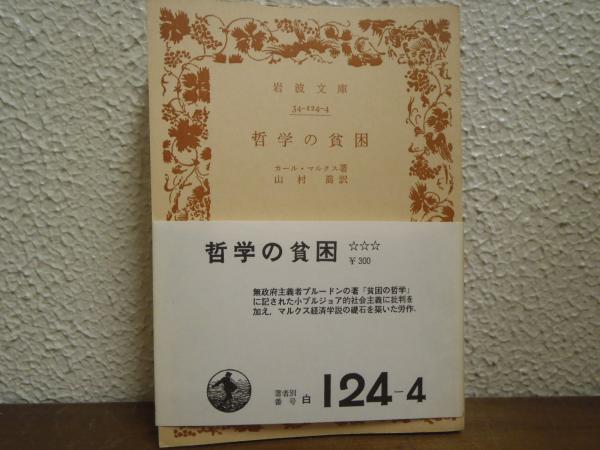 岩波文庫
34-124-4
哲学の貧困
カール・マルクス著
山村喬訳
哲学の貧困 ☆☆☆
￥300
無政府主義者プルードンの著「貧困の哲学」
に記された小ブルジョア的社会主義に批判を
加え，マルクス経済学説の礎石を築いた労作．
著者別
番号 白 124-4